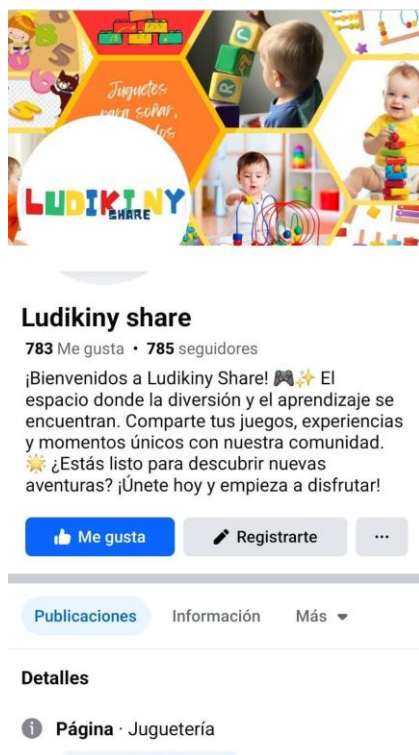 Juguetes
para soñar,
LUDIKINY
SHARE
Ludikiny share
783 Me gusta • 785 seguidores
¡Bienvenidos a Ludikiny Share! 🎮✨ El
espacio donde la diversión y el aprendizaje se
encuentran. Comparte tus juegos, experiencias
y momentos únicos con nuestra comunidad.
🌟 ¿Estás listo para descubrir nuevas
aventuras? ¡Únete hoy y empieza a disfrutar!
Me gusta
Registrarte
...
Publicaciones Información Más
Detalles
Página · Juguetería